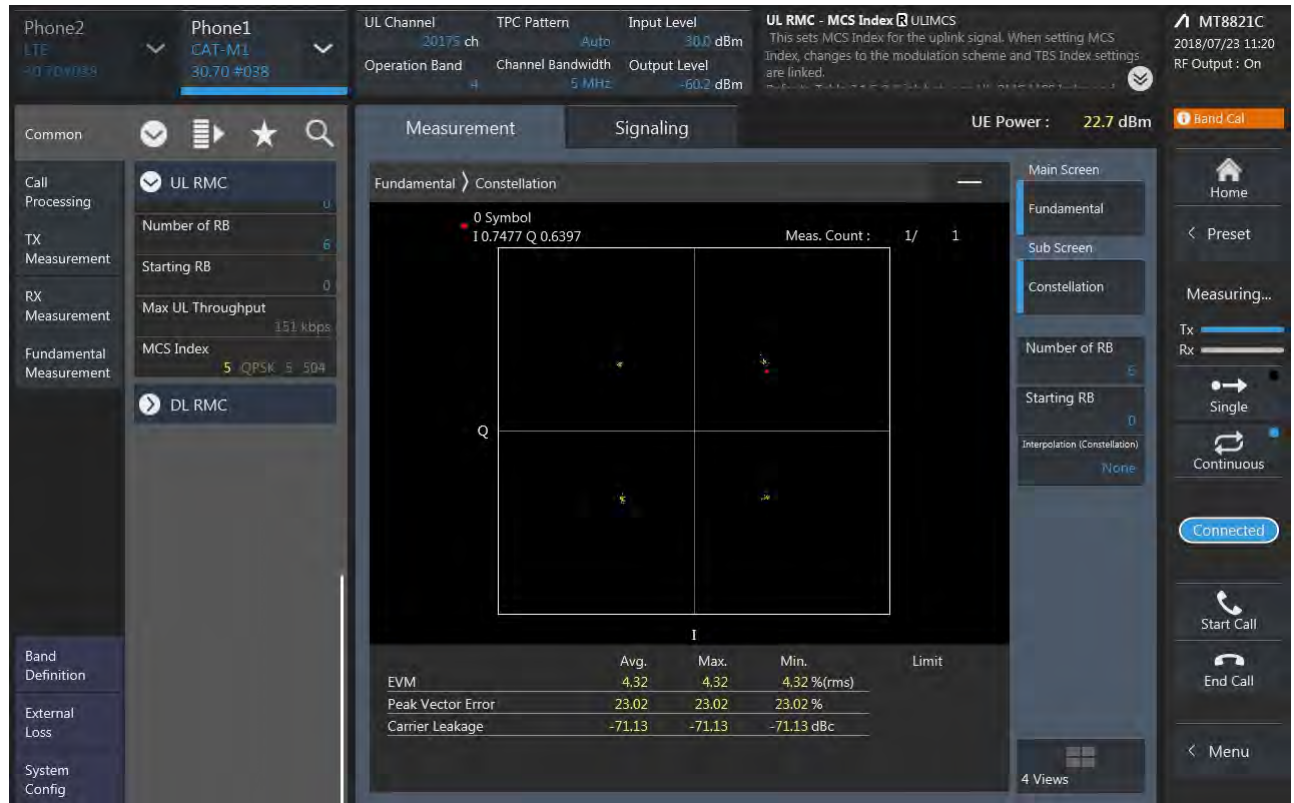 Phone2
LTE
Phone1
CAT-M1
30.70 #038
UL Channel
20175 ch
Operation Band
4
TPC Pattern
Auto
Channel Bandwidth
5 MHz
Input Level
30.0 dBm
Output Level
-60.2 dBm
UL RMC - MCS Index R ULIMCS
This sets MCS Index for the uplink signal. When setting MCS
Index, changes to the modulation scheme and TBS Index settings
are linked.
MT8821C
2018/07/23 11:20
RF Output : On
Common
Call
Processing
TX
Measurement
RX
Measurement
Fundamental
Measurement
Band
Definition
External
Loss
System
Config
UL RMC
0
Number of RB
6
Starting RB
0
Max UL Throughput
151 kbps
MCS Index
5 QPSK 5 504
DL RMC
Measurement
Signaling
UE Power : 22.7 dBm
Fundamental 〉 Constellation
0 Symbol
I 0.7477 Q 0.6397
Meas. Count : 1/ 1
Q
I
Avg. Max. Min. Limit
EVM 4.32 4.32 4.32 %(rms)
Peak Vector Error 23.02 23.02 23.02 %
Carrier Leakage -71.13 -71.13 -71.13 dBc
Main Screen
Fundamental
Sub Screen
Constellation
Number of RB
6
Starting RB
0
Interpolation (Constellation)
None
4 Views
Band Cal
Home
< Preset
Measuring...
Tx
Rx
Single
Continuous
Connected
Start Call
End Call
< Menu